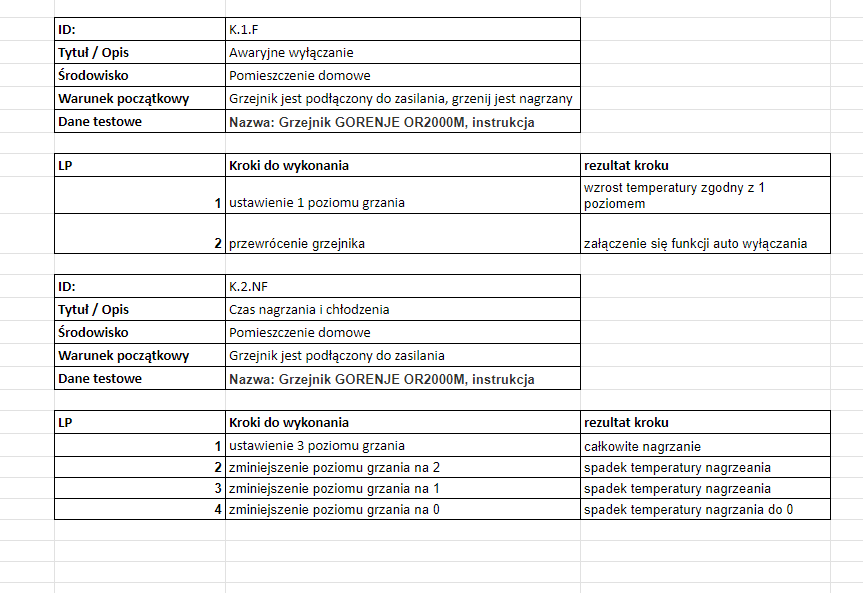 ID: K.1.F
Tytuł / Opis Awaryjne wyłączanie
Środowisko Pomieszczenie domowe
Warunek początkowy Grzejnik jest podłączony do zasilania, grzenij jest nagrzany
Dane testowe Nazwa: Grzejnik GORENJE OR2000M, instrukcja
LP Kroki do wykonania rezultat kroku
1 ustawienie 1 poziomu grzania wzrost temperatury zgodny z 1
poziomem
2 przewrócenie grzejnika załączenie się funkcji auto wyłączania
ID: K.2.NF
Tytuł / Opis Czas nagrzania i chłodzenia
Środowisko Pomieszczenie domowe
Warunek początkowy Grzejnik jest podłączony do zasilania
Dane testowe Nazwa: Grzejnik GORENJE OR2000M, instrukcja
LP Kroki do wykonania rezultat kroku
1 ustawienie 3 poziomu grzania całkowite nagrzanie
2 zminiejszenie poziomu grzania na 2 spadek temperatury nagrzeania
3 zminiejszenie poziomu grzania na 1 spadek temperatury nagrzeania
4 zminiejszenie poziomu grzania na 0 spadek temperatury nagrzania do 0